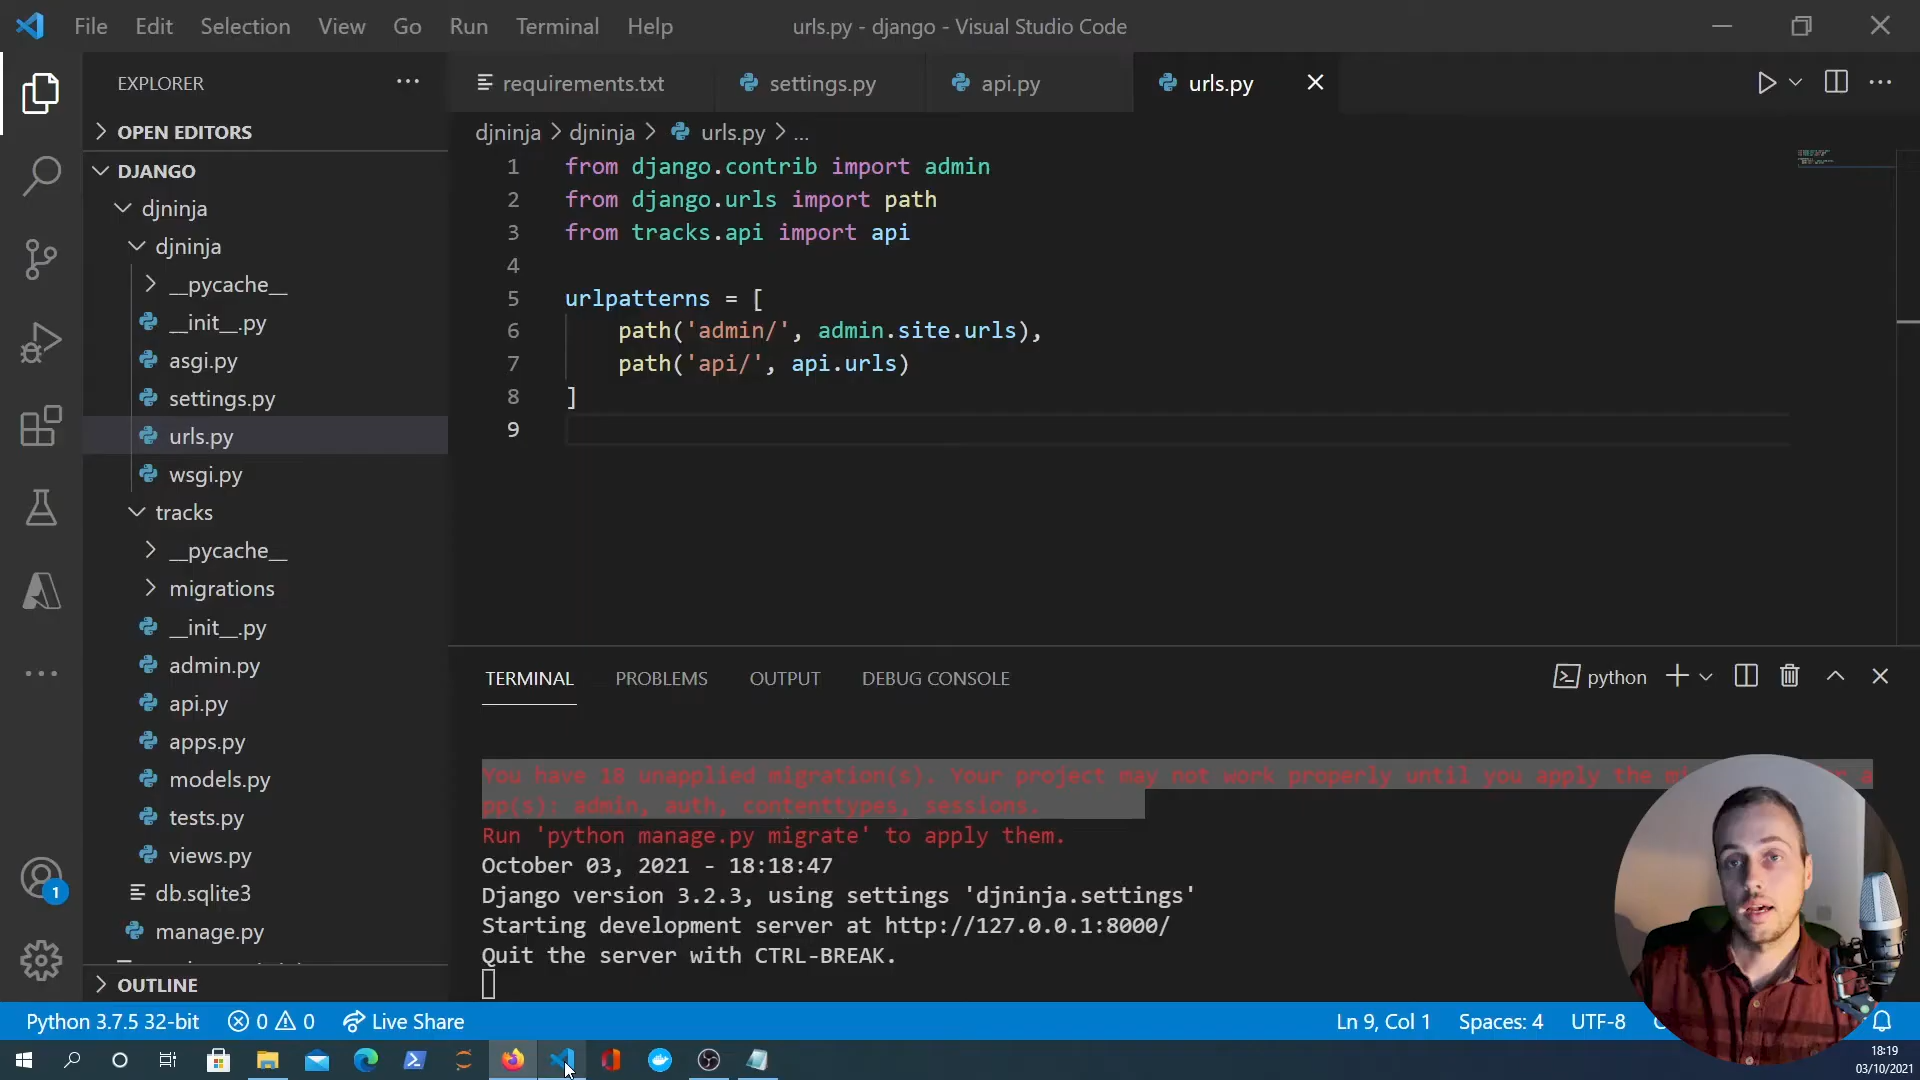 File Edit Selection View Go Run Terminal Help urls.py - django - Visual Studio Code
EXPLORER
OPEN EDITORS
DJANGO
djninja
djninja
__pycache__
__init__.py
asgi.py
settings.py
urls.py
wsgi.py
tracks
__pycache__
migrations
__init__.py
admin.py
api.py
apps.py
models.py
tests.py
views.py
db.sqlite3
manage.py
OUTLINE
requirements.txt settings.py api.py urls.py
djninja > djninja > urls.py > ...
1 from django.contrib import admin
2 from django.urls import path
3 from tracks.api import api
4
5 urlpatterns = [
6 path('admin/', admin.site.urls),
7 path('api/', api.urls)
8 ]
9
TERMINAL PROBLEMS OUTPUT DEBUG CONSOLE python
You have 18 unapplied migration(s). Your project may not work properly until you apply the a
pp(s): admin, auth, contenttypes, sessions.
Run 'python manage.py migrate' to apply them.
October 03, 2021 - 18:18:47
Django version 3.2.3, using settings 'djninja.settings'
Starting development server at http://127.0.0.1:8000/
Quit the server with CTRL-BREAK.
1
Python 3.7.5 32-bit 0 0 Live Share Ln 9, Col 1 Spaces: 4 UTF-8
18:19
03/10/2021